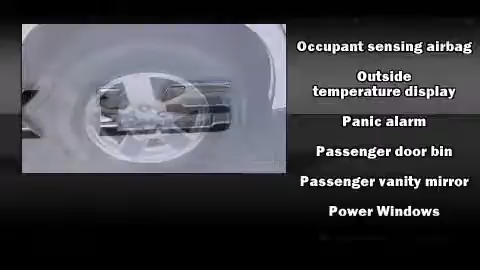 Occupant sensing airbag
Outside
temperature display
Panic alarm
Passenger door bin
Passenger vanity mirror
Power Windows